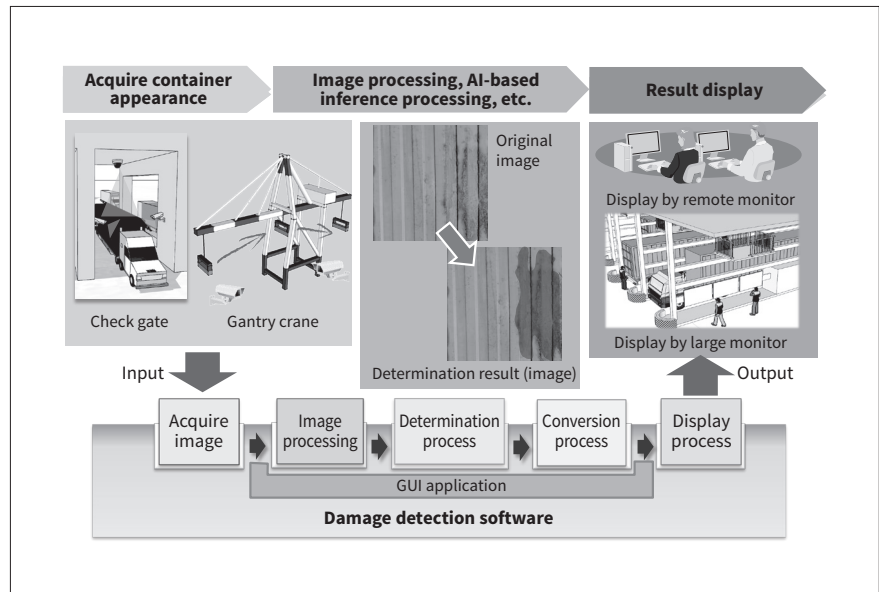 Acquire container
appearance
Image processing, AI-based
inference processing, etc.
Result display
Original
image
Display by remote monitor
Check gate
Gantry crane
Determination result (image)
Display by large monitor
Input
Output
Acquire
image
Image
processing
Determination
process
Conversion
process
Display
process
GUI application
Damage detection software